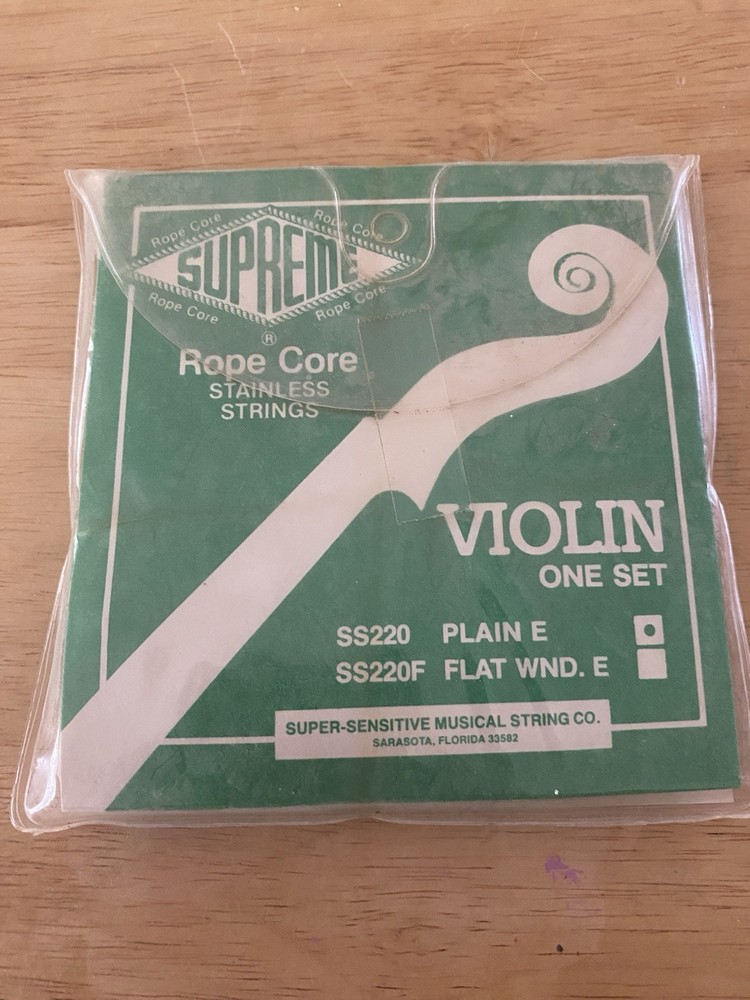 Rope Core Rope Core
SUPREME
Rope Core Rope Core
®
Rope Core
STAINLESS
STRINGS
VIOLIN
ONE SET
SS220 PLAIN E
SS220F FLAT WND. E
SUPER-SENSITIVE MUSICAL STRING CO.
SARASOTA, FLORIDA 33582